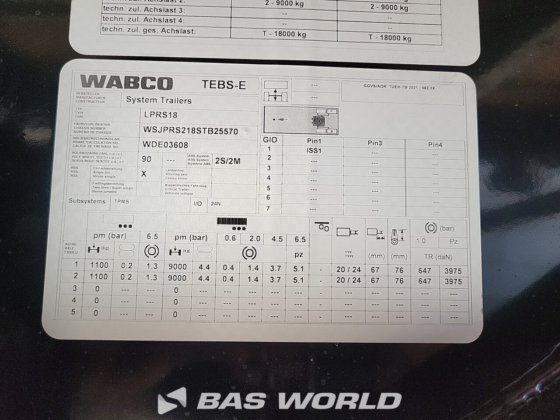 techn. zul. Achslast 2: 2 - 9000 kg 2 - 9000 kg
techn. zul. Achslast 3: -- --
techn. zul. Achslast 4: -- --
techn. zul. ges. Achslast: T - 18000 kg T - 18000 kg
WABCO TEBS-E
System Trailers
LPRS18
WSJPRS218STB25570
WDE03608
90 --- 2S/2M
X
Subsystems TPMS I/O 24N
GIO Pin1 Pin3 Pin4
1 ISS1
2 --- --- ---
3 --- --- ---
4 --- --- ---
5 --- --- ---
6 --- --- ---
7 --- --- ---
pm (bar) 6.5 pm (bar) 0.6 2.0 4.5 6.5 (bar)
pz 1.0 Pz
(mm) (mm) TR (daN)
1 1100 0.2 1.3 9000 4.4 0.4 1.4 3.7 5.1 - 20 / 24 67 76 647 3975
2 1100 0.2 1.3 9000 4.4 0.4 1.4 3.7 5.1 - 20 / 24 67 76 647 3975
3 0 --- --- 0 --- --- --- --- --- - --- --- --- --- ---
4 0 --- --- 0 --- --- --- --- --- - --- --- --- --- ---
5 0 --- --- 0 --- --- --- --- --- - --- --- --- --- ---
BAS WORLD